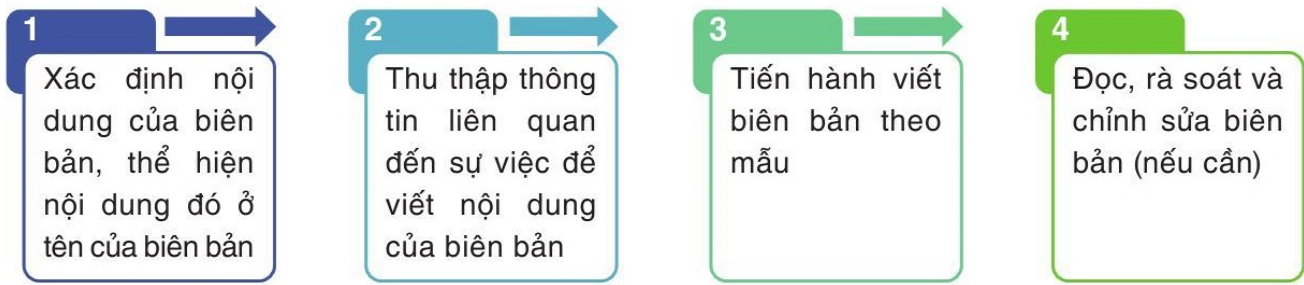 1
Xác định nội
dung của biên
bản, thể hiện
nội dung đó ở
tên của biên bản
2
Thu thập thông
tin liên quan
đến sự việc để
viết nội dung
của biên bản
3
Tiến hành viết
biên bản theo
mẫu
4
Đọc, rà soát và
chỉnh sửa biên
bản (nếu cần)